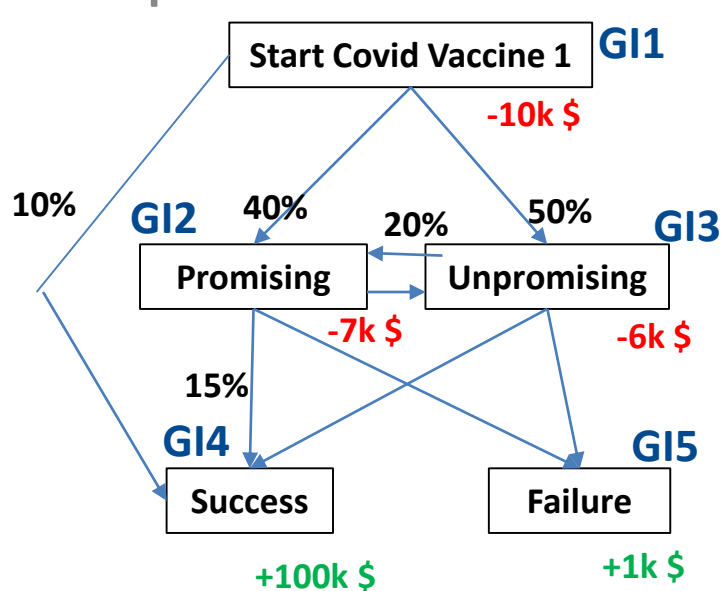 Start Covid Vaccine 1
GI1
-10k $
10%
GI2
40%
20%
50%
GI3
Promising
Unpromising
-7k $
-6k $
15%
GI4
GI5
Success
Failure
+100k $
+1k $